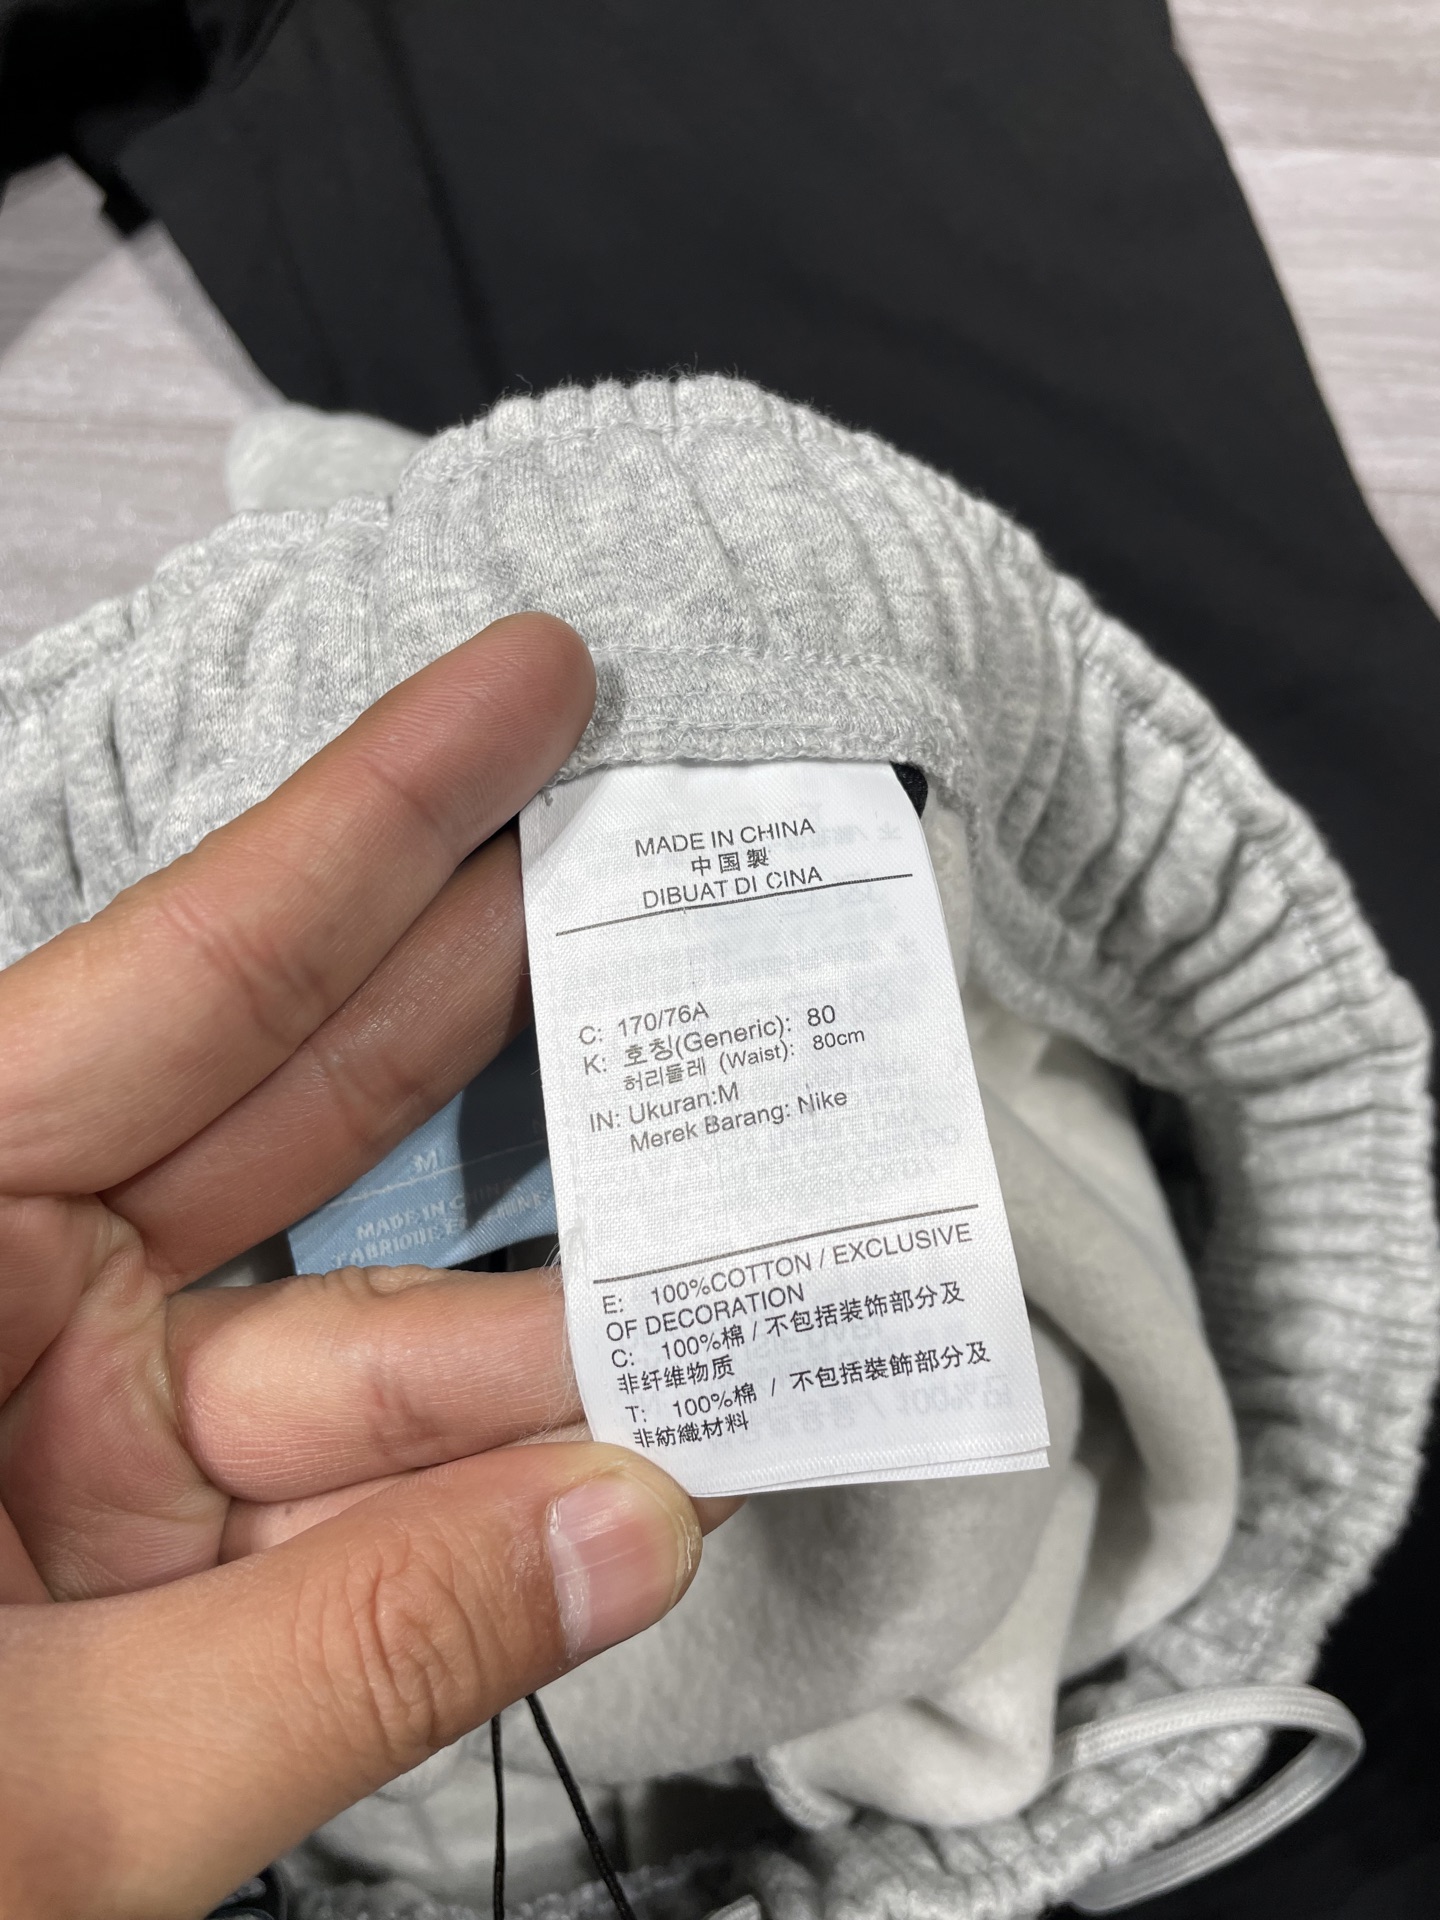 MADE IN CHINA
中国製
DIBUAT DI CINA
C: 170/76A
K: 호칭(Generic): 80
허리둘레 (Waist): 80cm
IN: Ukuran:M
Merek Barang: Nike
E: 100%COTTON / EXCLUSIVE
OF DECORATION
C: 100%棉 / 不包括装饰部分及
非纤维物质
T: 100%棉 / 不包括裝飾部分及
非紡織材料
M
MADE IN CHINA